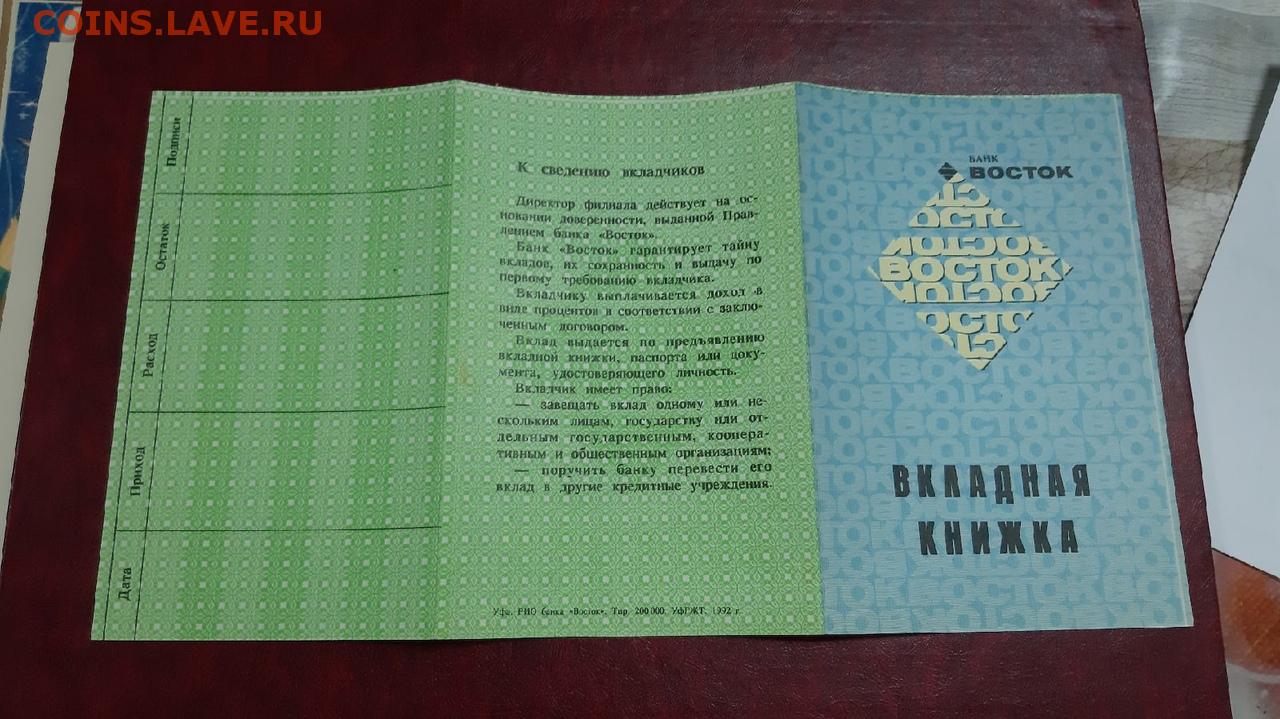 COINS.LAVE.RU
Подписи
Остаток
Расход
Приход
Дата
К сведению вкладчиков
Директор филиала действует на ос-
новании доверенности, выданной Прав-
лением банка «Восток».
Банк «Восток» гарантирует тайну
вкладов, их сохранность и выдачу по
первому требованию вкладчика.
Вкладчику выплачивается доход в
виде процентов в соответствии с заклю-
ченным договором.
Вклад выдается по предъявлению
вкладной книжки, паспорта или доку-
мента, удостоверяющего личность.
Вкладчик имеет право:
— завещать вклад одному или не-
скольким лицам, государству или от-
дельным государственным, коопера-
тивным и общественным организациям;
— поручить банку перевести его
вклад в другие кредитные учреждения.
Уфа. РИО банка «Восток». Тир. 200 000. УфРЖТ. 1992 г.
БАНК
ВОСТОК
ВОСТОК
ВКЛАДНАЯ
КНИЖКА